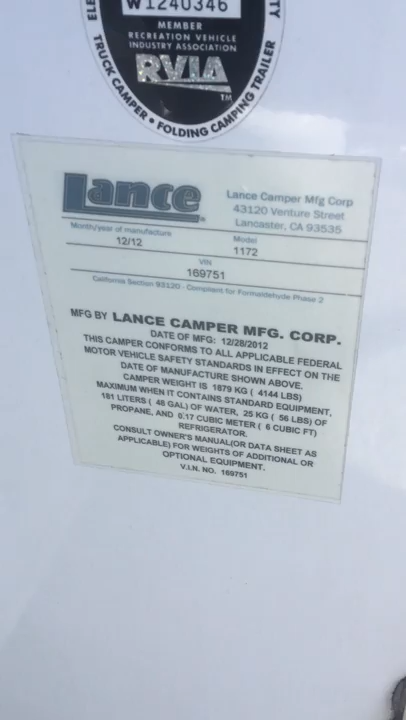 W1240346
MEMBER
RECREATION VEHICLE
INDUSTRY ASSOCIATION
RVIA
TM
TRUCK CAMPER • FOLDING CAMPING TRAILER
Lance
Lance Camper Mfg Corp
43120 Venture Street
Lancaster, CA 93535
Month/year of manufacture
Model
12/12
1172
VIN
169751
California Section 93120 - Compliant for Formaldehyde Phase 2
MFG BY LANCE CAMPER MFG. CORP.
DATE OF MFG: 12/28/2012
THIS CAMPER CONFORMS TO ALL APPLICABLE FEDERAL
MOTOR VEHICLE SAFETY STANDARDS IN EFFECT ON THE
DATE OF MANUFACTURE SHOWN ABOVE.
CAMPER WEIGHT IS 1879 KG ( 4144 LBS)
MAXIMUM WHEN IT CONTAINS STANDARD EQUIPMENT,
181 LITERS ( 48 GAL) OF WATER, 25 KG ( 56 LBS) OF
PROPANE, AND 0.17 CUBIC METER ( 6 CUBIC FT)
REFRIGERATOR.
CONSULT OWNER'S MANUAL(OR DATA SHEET AS
APPLICABLE) FOR WEIGHTS OF ADDITIONAL OR
OPTIONAL EQUIPMENT.
V.I.N. NO. 169751